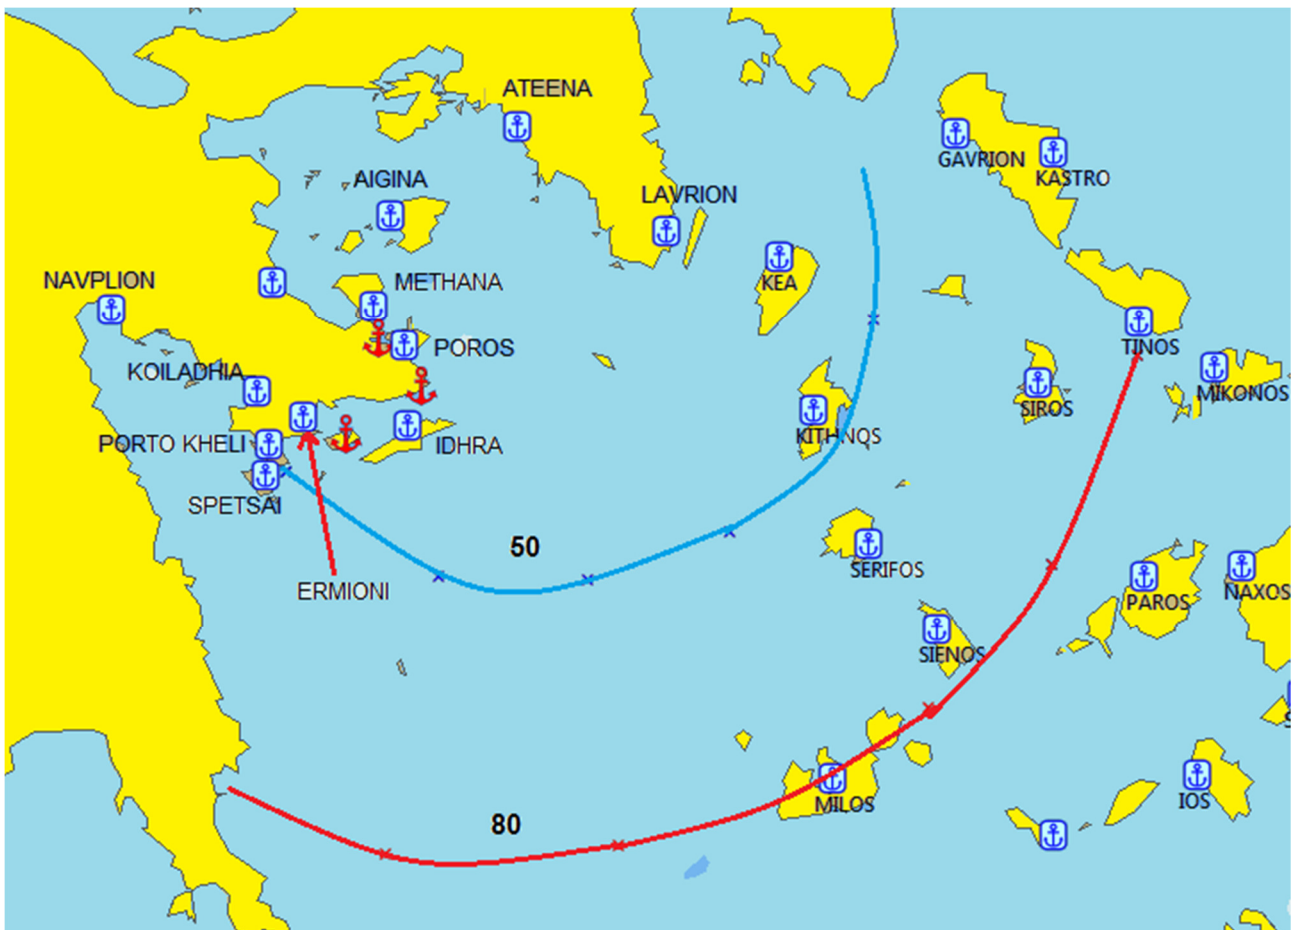 ATEENA
GAVRION
KASTRO
AIGINA
LAVRION
NAVPLION
METHANA
KEA
POROS
TINOS
KOILADHIA
MIKONOS
SIROS
PORTO KHELI
IDHRA
KITHNOS
SPETSAI
50
SERIFOS
ERMIONI
PAROS
NAXOS
SIENOS
80
MILOS
IOS